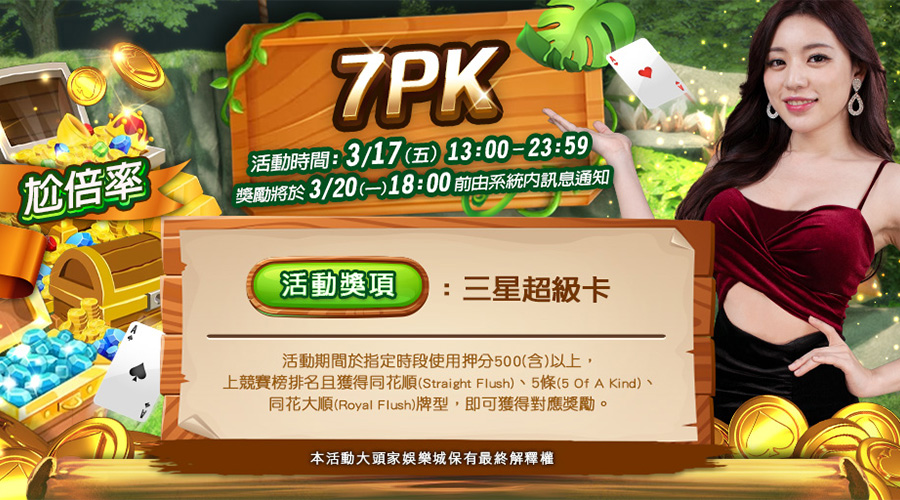 7PK
活動時間：3/17(五) 13:00-23:59
獎勵將於 3/20(一)18:00 前由系統內訊息通知
尬倍率
活動獎項：三星超級卡
活動期間於指定時段使用押分500(含)以上，
上競賽榜排名且獲得同花順(Straight Flush)、5條(5 Of A Kind)、
同花大順(Royal Flush)牌型，即可獲得對應獎勵。
A
A
本活動大頭家娛樂城保有最終解釋權